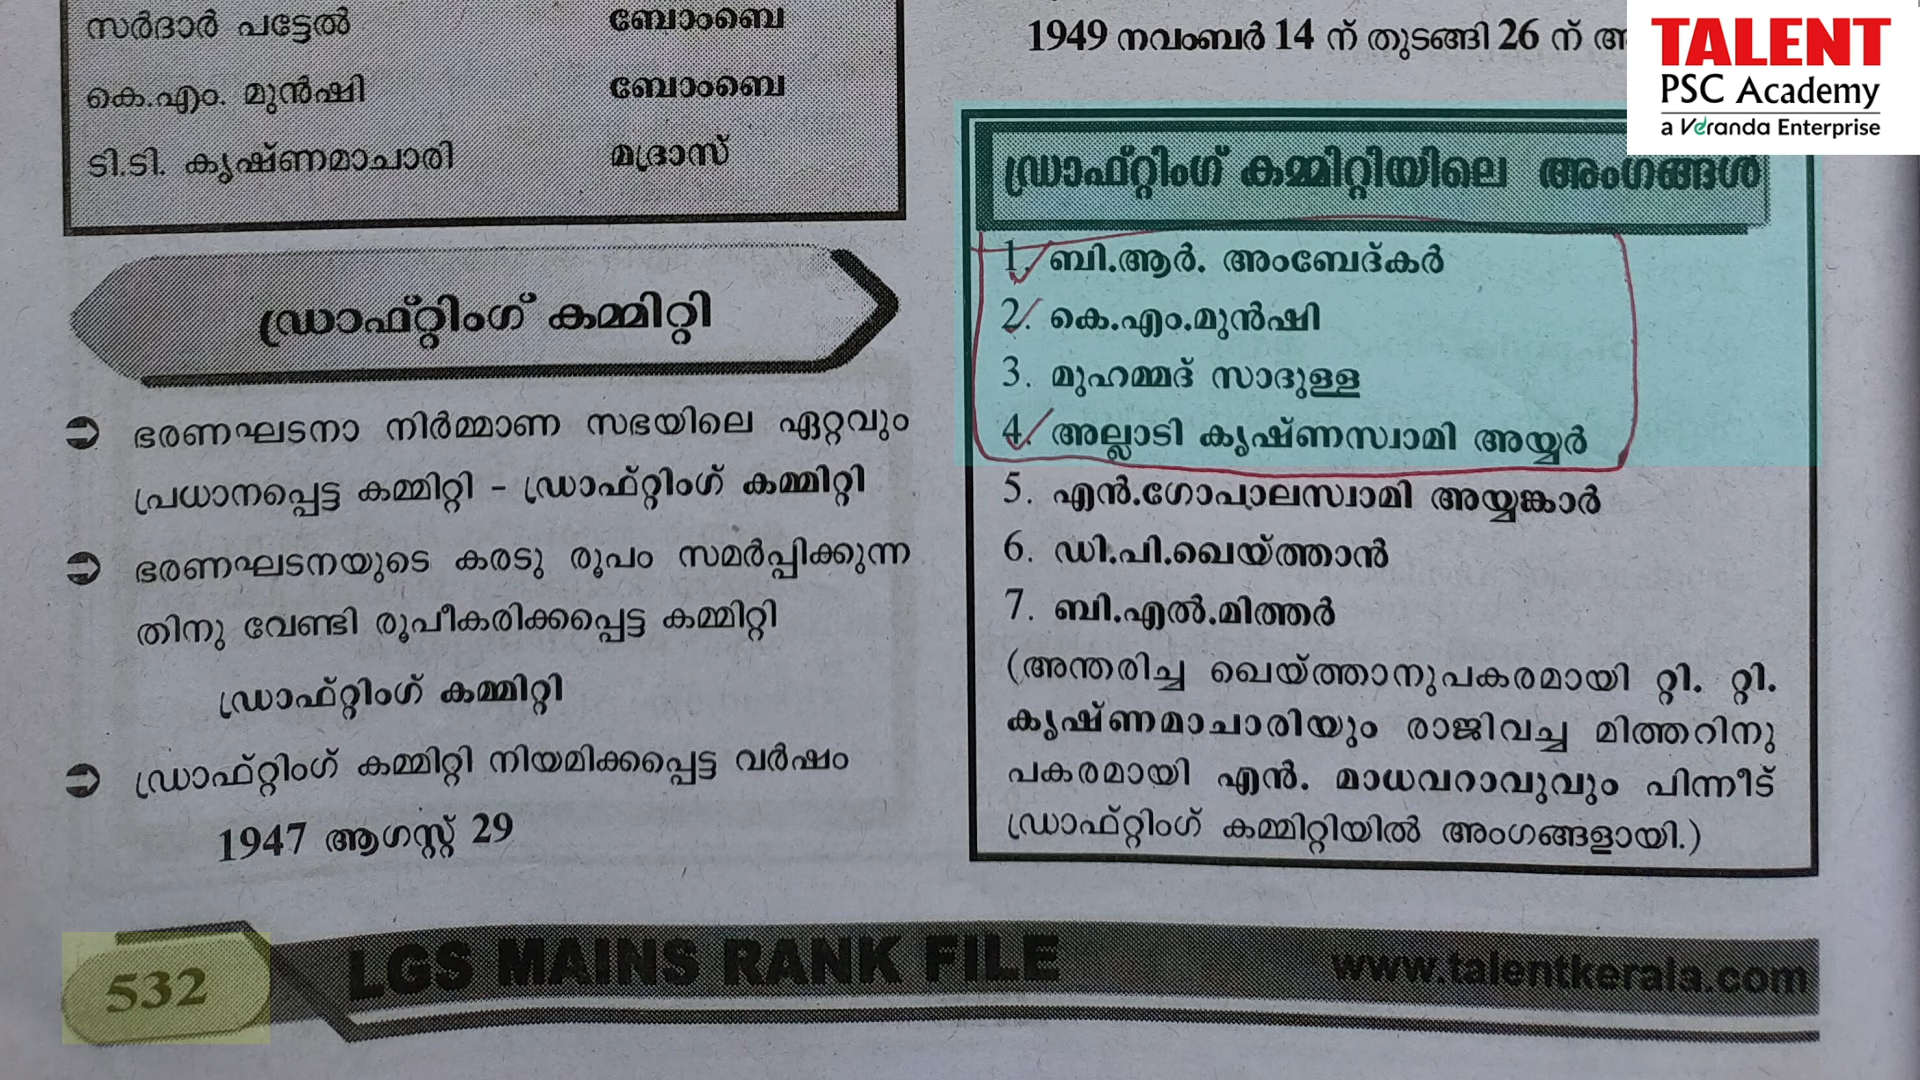 സർദാർ പട്ടേൽ ബോംബെ
കെ.എം. മുൻഷി ബോംബെ
ടി.ടി. കൃഷ്ണമാചാരി മദ്രാസ്
ഡ്രാഫ്റ്റിംഗ് കമ്മിറ്റി
ഭരണഘടനാ നിർമ്മാണ സഭയിലെ ഏറ്റവും
പ്രധാനപ്പെട്ട കമ്മിറ്റി - ഡ്രാഫ്റ്റിംഗ് കമ്മിറ്റി
ഭരണഘടനയുടെ കരടു രൂപം സമർപ്പിക്കുന്ന
തിനു വേണ്ടി രൂപീകരിക്കപ്പെട്ട കമ്മിറ്റി
ഡ്രാഫ്റ്റിംഗ് കമ്മിറ്റി
ഡ്രാഫ്റ്റിംഗ് കമ്മിറ്റി നിയമിക്കപ്പെട്ട വർഷം
1947 ആഗസ്റ്റ് 29
1949 നവംബർ 14 ന് തുടങ്ങി 26 ന്
TALENT
PSC Academy
a Veranda Enterprise
ഡ്രാഫ്റ്റിംഗ് കമ്മിറ്റിയിലെ അംഗങ്ങൾ
1. ബി.ആർ. അംബേദ്കർ
2. കെ.എം.മുൻഷി
3. മുഹമ്മദ് സാദുള്ള
4. അല്ലാടി കൃഷ്ണസ്വാമി അയ്യർ
5. എൻ.ഗോപാലസ്വാമി അയ്യങ്കാർ
6. ഡി.പി.ഖെയ്ത്താൻ
7. ബി.എൽ.മിത്തർ
(അന്തരിച്ച ഖെയ്ത്താനുപകരമായി റ്റി. റ്റി.
കൃഷ്ണമാചാരിയും രാജിവച്ച മിത്തറിനു
പകരമായി എൻ. മാധവറാവുവും പിന്നീട്
ഡ്രാഫ്റ്റിംഗ് കമ്മിറ്റിയിൽ അംഗങ്ങളായി.)
532 LGS MAINS RANK FILE www.talentkerala.com